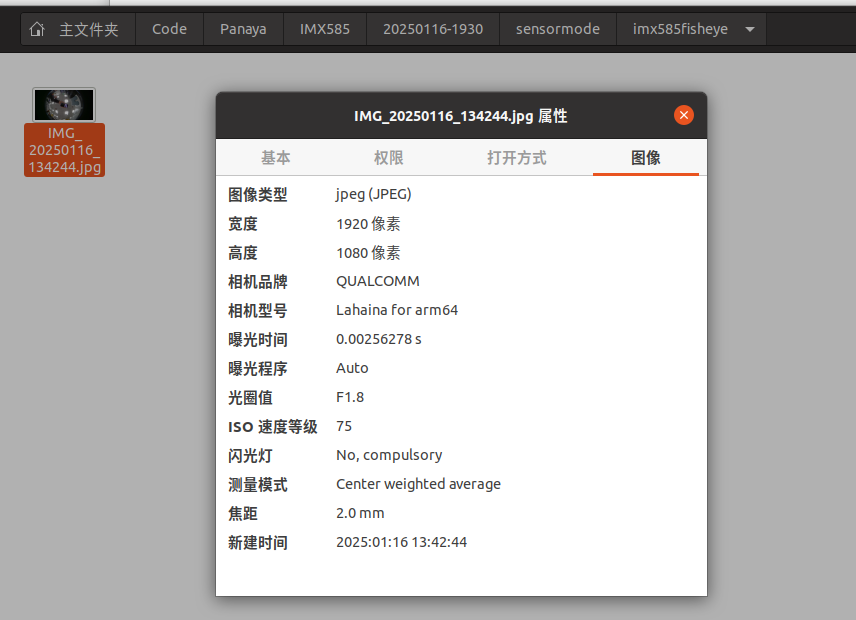 主文件夹 Code Panaya IMX585 20250116-1930 sensormode imx585fisheye
IMG_
20250116_
134244.jpg
IMG_20250116_134244.jpg 属性
基本 权限 打开方式 图像
图像类型 jpeg (JPEG)
宽度 1920 像素
高度 1080 像素
相机品牌 QUALCOMM
相机型号 Lahaina for arm64
曝光时间 0.00256278 s
曝光程序 Auto
光圈值 F1.8
ISO 速度等级 75
闪光灯 No, compulsory
测量模式 Center weighted average
焦距 2.0 mm
新建时间 2025:01:16 13:42:44